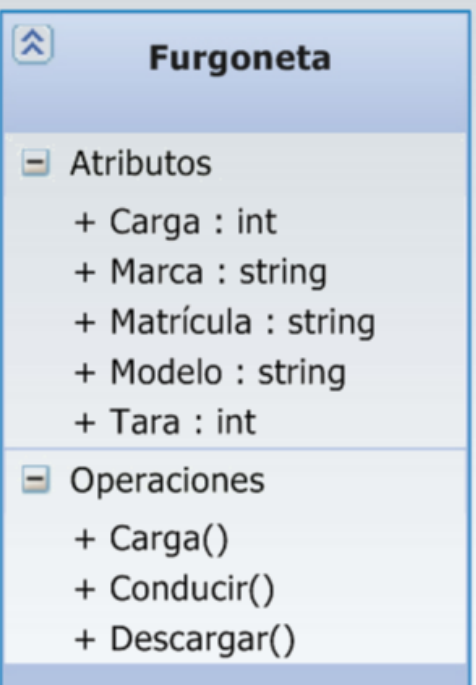 Furgoneta
Atributos
+ Carga : int
+ Marca : string
+ Matrícula : string
+ Modelo : string
+ Tara : int
Operaciones
+ Carga()
+ Conducir()
+ Descargar()